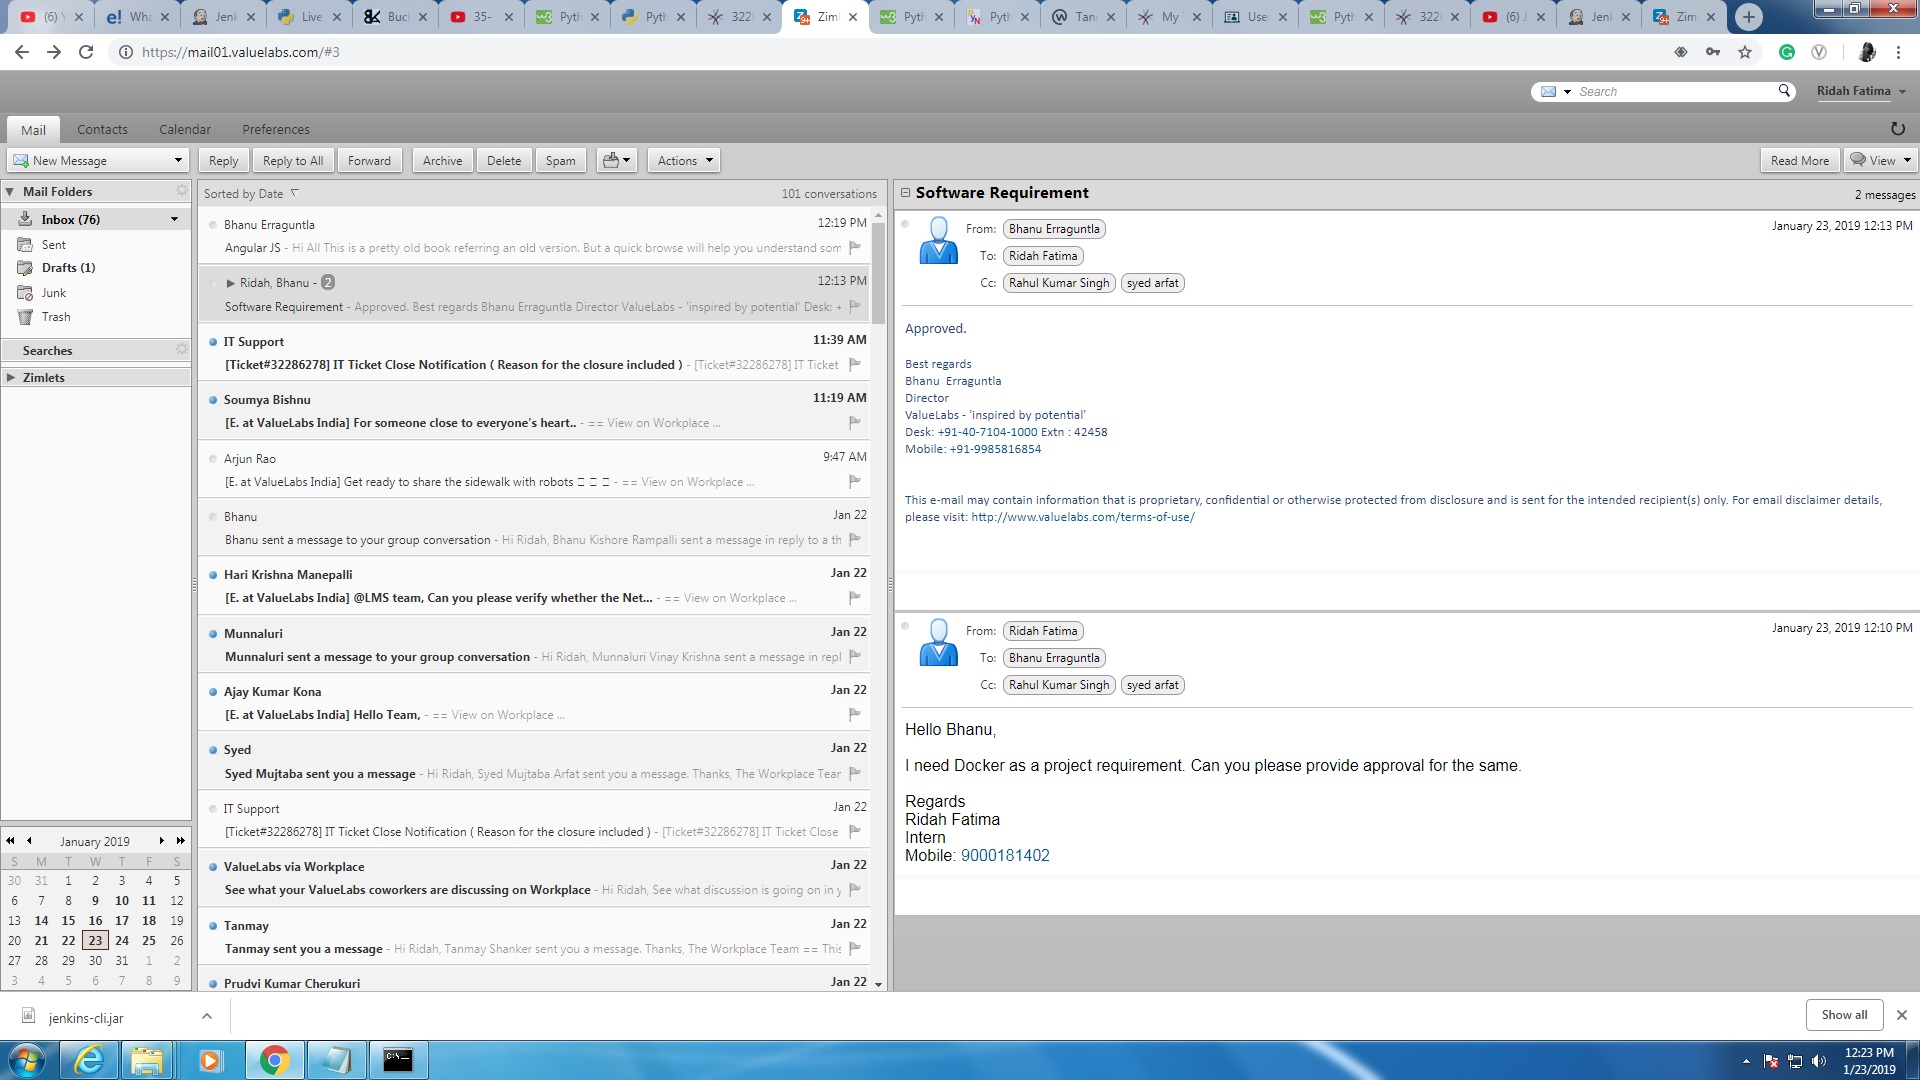 (6) Y
Wha
Jenk
Live
Buck
35-
Pyth
Pyth
322
Zim
Pyth
Pyth
Tann
My
User
Pyth
322
(6) J
Jenk
Zim
https://mail01.valuelabs.com/#3
Search
Ridah Fatima
Mail Contacts Calendar Preferences
New Message Reply Reply to All Forward Archive Delete Spam Actions Read More View
Mail Folders
Inbox (76)
Sent
Drafts (1)
Junk
Trash
Searches
Zimlets
January 2019
S M T W T F S
30 31 1 2 3 4 5
6 7 8 9 10 11 12
13 14 15 16 17 18 19
20 21 22 23 24 25 26
27 28 29 30 31 1 2
3 4 5 6 7 8 9
Sorted by Date 101 conversations
Bhanu Erraguntla 12:19 PM
Angular JS - Hi All This is a pretty old book referring an old version. But a quick browse will help you understand som
Ridah, Bhanu - 2 12:13 PM
Software Requirement - Approved. Best regards Bhanu Erraguntla Director ValueLabs - 'inspired by potential' Desk: +
IT Support 11:39 AM
[Ticket#32286278] IT Ticket Close Notification ( Reason for the closure included ) - [Ticket#32286278] IT Ticket
Soumya Bishnu 11:19 AM
[E. at ValueLabs India] For someone close to everyone's heart.. - == View on Workplace ...
Arjun Rao 9:47 AM
[E. at ValueLabs India] Get ready to share the sidewalk with robots - == View on Workplace ...
Bhanu Jan 22
Bhanu sent a message to your group conversation - Hi Ridah, Bhanu Kishore Rampalli sent a message in reply to a th
Hari Krishna Manepalli Jan 22
[E. at ValueLabs India] @LMS team, Can you please verify whether the Net... - == View on Workplace ...
Munnaluri Jan 22
Munnaluri sent a message to your group conversation - Hi Ridah, Munnaluri Vinay Krishna sent a message in repl
Ajay Kumar Kona Jan 22
[E. at ValueLabs India] Hello Team, - == View on Workplace ...
Syed Jan 22
Syed Mujtaba sent you a message - Hi Ridah, Syed Mujtaba Arfat sent you a message. Thanks, The Workplace Tear
IT Support Jan 22
[Ticket#32286278] IT Ticket Close Notification ( Reason for the closure included ) - [Ticket#32286278] IT Ticket Close
ValueLabs via Workplace Jan 22
See what your ValueLabs coworkers are discussing on Workplace - Hi Ridah, See what discussion is going on in y
Tanmay Jan 22
Tanmay sent you a message - Hi Ridah, Tanmay Shanker sent you a message. Thanks, The Workplace Team == This
Prudvi Kumar Cherukuri Jan 22
Software Requirement 2 messages
From: Bhanu Erraguntla January 23, 2019 12:13 PM
To: Ridah Fatima
Cc: Rahul Kumar Singh syed arfat
Approved.
Best regards
Bhanu Erraguntla
Director
ValueLabs - 'inspired by potential'
Desk: +91-40-7104-1000 Extn : 42458
Mobile: +91-9985816854
This e-mail may contain information that is proprietary, confidential or otherwise protected from disclosure and is sent for the intended recipient(s) only. For email disclaimer details,
please visit: http://www.valuelabs.com/terms-of-use/
From: Ridah Fatima January 23, 2019 12:10 PM
To: Bhanu Erraguntla
Cc: Rahul Kumar Singh syed arfat
Hello Bhanu,
I need Docker as a project requirement. Can you please provide approval for the same.
Regards
Ridah Fatima
Intern
Mobile: 9000181402
jenkins-cli.jar
Show all
12:23 PM
1/23/2019